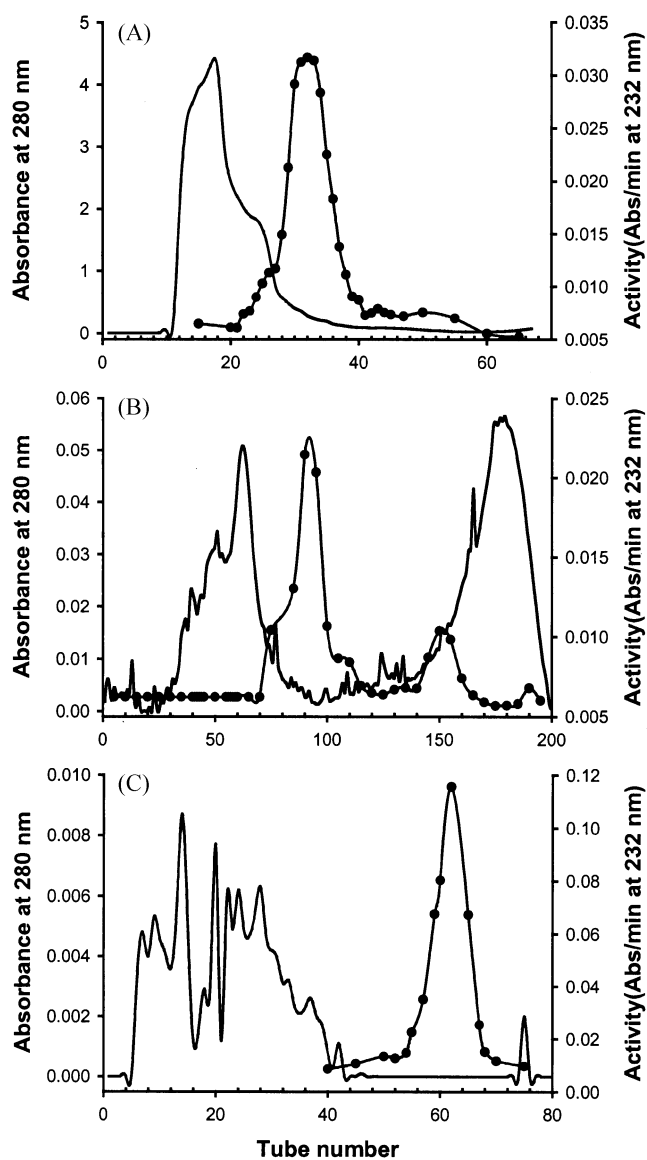 (A)
5
4
3
2
1
0
Absorbance at 280 nm
0.035
0.030
0.025
0.020
0.015
0.010
0.005
Activity(Abs/min at 232 nm)
0 20 40 60
(B)
0.06
0.05
0.04
0.03
0.02
0.01
0.00
Absorbance at 280 nm
0.025
0.020
0.015
0.010
0.005
Activity(Abs/min at 232 nm)
0 50 100 150 200
(C)
0.010
0.008
0.006
0.004
0.002
0.000
Absorbance at 280 nm
0.12
0.10
0.08
0.06
0.04
0.02
0.00
Activity(Abs/min at 232 nm)
0 20 40 60 80
Tube number